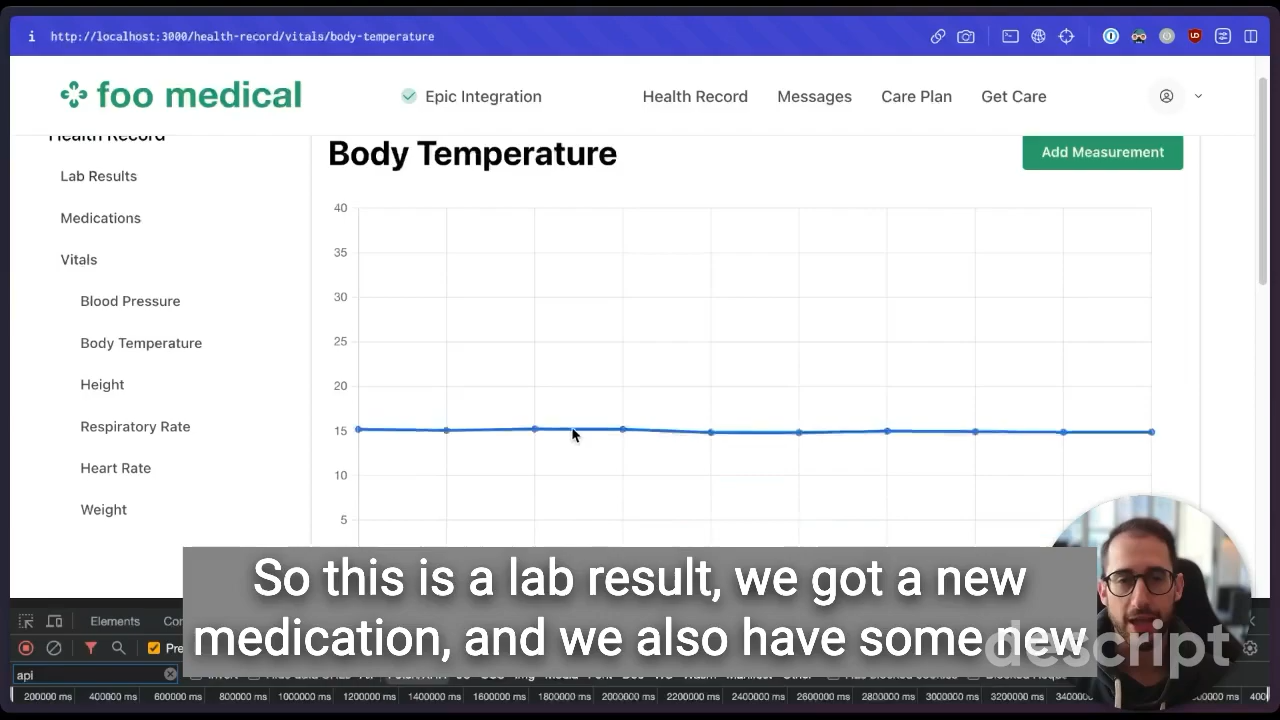 i http://localhost:3000/health-record/vitals/body-temperature
foo medical
Epic Integration
Health Record
Messages
Care Plan
Get Care
Health Record
Lab Results
Medications
Vitals
Blood Pressure
Body Temperature
Height
Respiratory Rate
Heart Rate
Weight
Body Temperature
Add Measurement
40
35
30
25
20
15
10
5
So this is a lab result, we got a new
medication, and we also have some new
descript
Elements
api
200000 ms 400000 ms 600000 ms 800000 ms 1000000 ms 1200000 ms 1400000 ms 1600000 ms 1800000 ms 2000000 ms 2200000 ms 2400000 ms 2600000 ms 2800000 ms 3000000 ms 3200000 ms